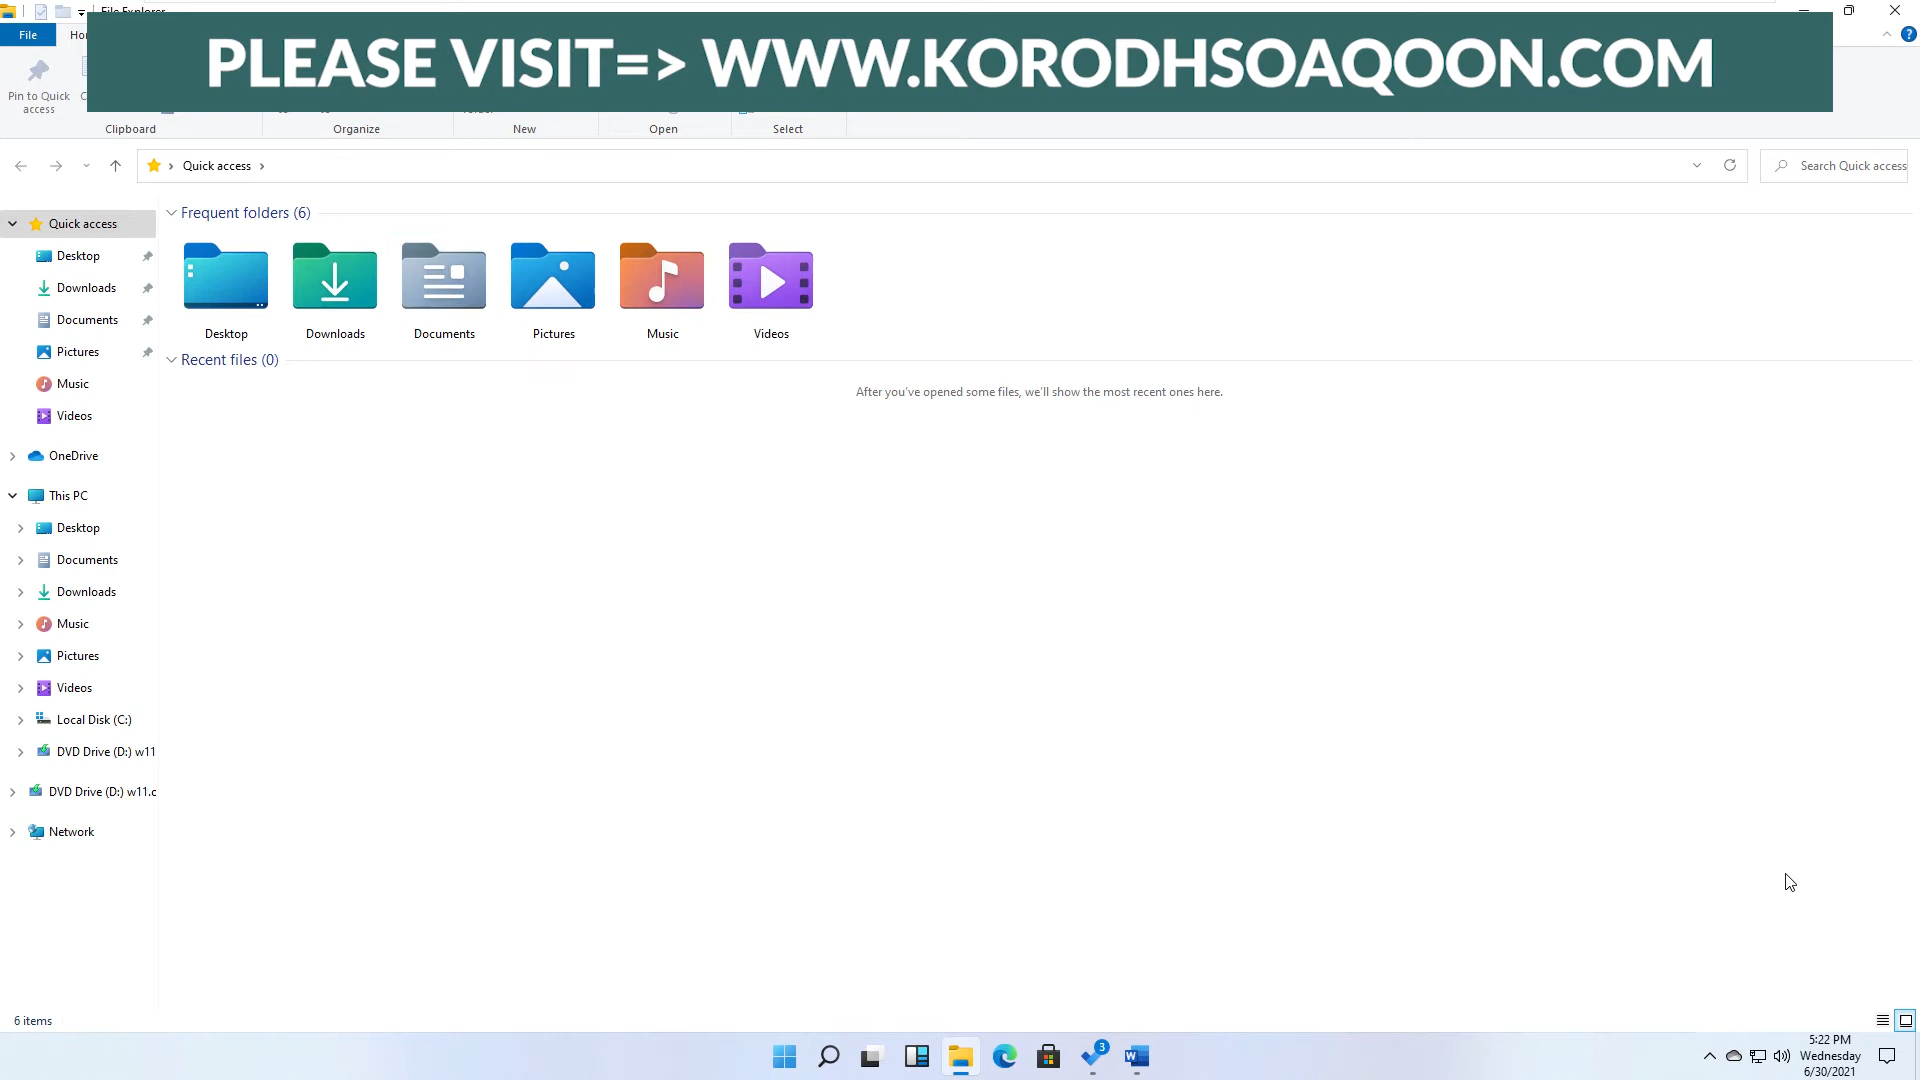 File Explorer
PLEASE VISIT=> WWW.KORODHSOAQOON.COM
File
Pin to Quick
access
Clipboard
Organize
New
Open
Select
Quick access
Search Quick access
Quick access
Desktop
Downloads
Documents
Pictures
Music
Videos
OneDrive
This PC
Desktop
Documents
Downloads
Music
Pictures
Videos
Local Disk (C:)
DVD Drive (D:) w11
DVD Drive (D:) w11.c
Network
Frequent folders (6)
Desktop
Downloads
Documents
Pictures
Music
Videos
Recent files (0)
After you've opened some files, we'll show the most recent ones here.
6 items
3
5:22 PM
Wednesday
6/30/2021